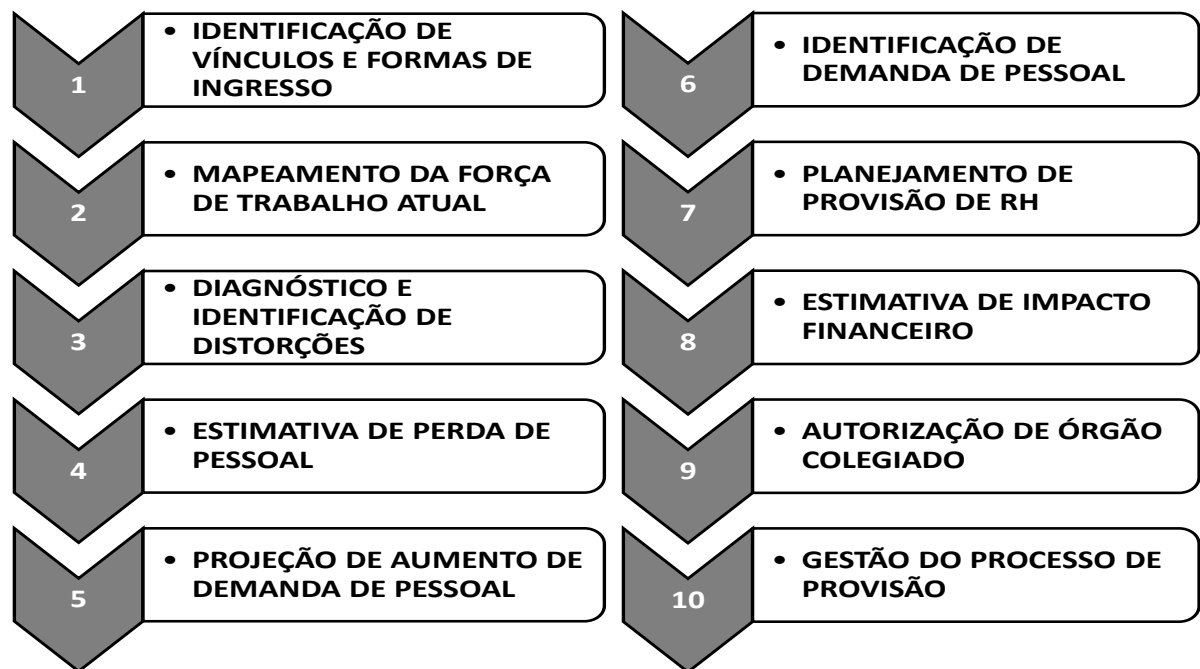 1
• IDENTIFICAÇÃO DE
VÍNCULOS E FORMAS DE
INGRESSO
2
• MAPEAMENTO DA FORÇA
DE TRABALHO ATUAL
3
• DIAGNÓSTICO E
IDENTIFICAÇÃO DE
DISTORÇÕES
4
• ESTIMATIVA DE PERDA DE
PESSOAL
5
• PROJEÇÃO DE AUMENTO DE
DEMANDA DE PESSOAL
6
• IDENTIFICAÇÃO DE
DEMANDA DE PESSOAL
7
• PLANEJAMENTO DE
PROVISÃO DE RH
8
• ESTIMATIVA DE IMPACTO
FINANCEIRO
9
• AUTORIZAÇÃO DE ÓRGÃO
COLEGIADO
10
• GESTÃO DO PROCESSO DE
PROVISÃO